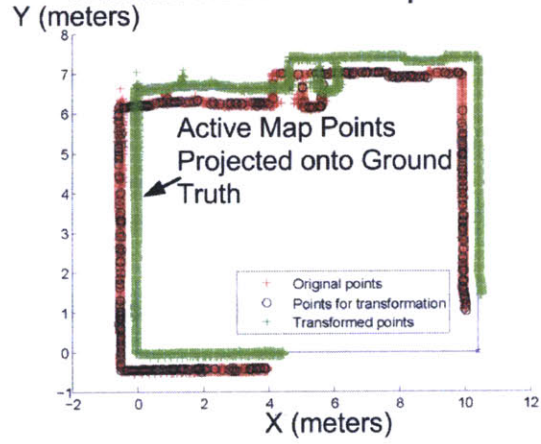 Y (meters)
8
7
6
5
4
3
2
1
0
-1
Active Map Points
Projected onto Ground
Truth
Original points
Points for transformation
Transformed points
-2 0 2 4 6 8 10 12
X (meters)